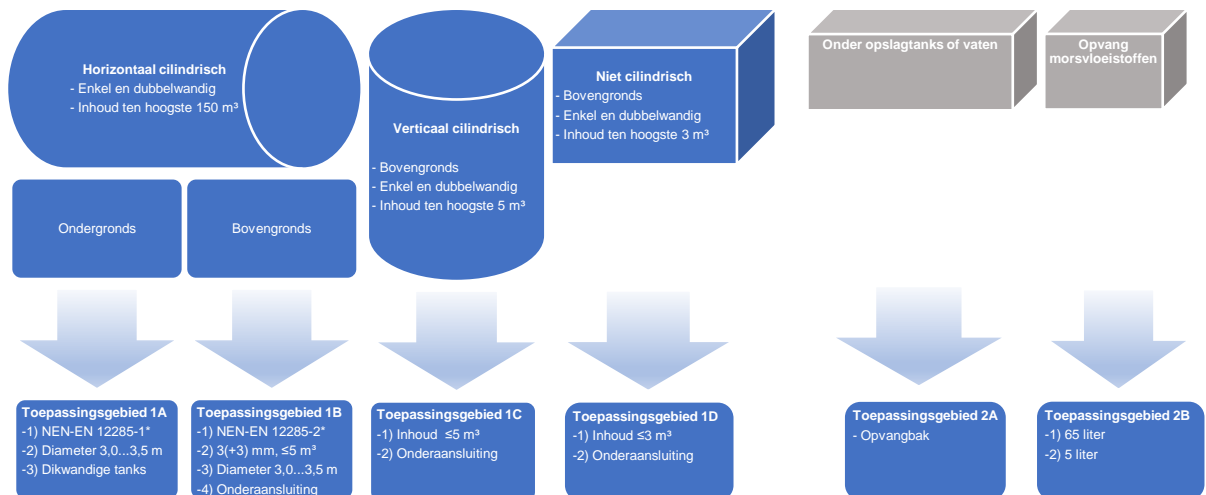 Horizontaal cilindrisch
- Enkel en dubbelwandig
- Inhoud ten hoogste 150 m³
Ondergronds
Bovengronds
Verticaal cilindrisch
- Bovengronds
- Enkel en dubbelwandig
- Inhoud ten hoogste 5 m³
Niet cilindrisch
- Bovengronds
- Enkel en dubbelwandig
- Inhoud ten hoogste 3 m³
Onder opslagtanks of vaten
Opvang
morsvloeistoffen
Toepassingsgebied 1A
-1) NEN-EN 12285-1*
-2) Diameter 3,0...3,5 m
-3) Dikwandige tanks
Toepassingsgebied 1B
-1) NEN-EN 12285-2*
-2) 3(+3) mm, ≤5 m³
-3) Diameter 3,0...3,5 m
-4) Onderaansluiting
Toepassingsgebied 1C
-1) Inhoud ≤5 m³
-2) Onderaansluiting
Toepassingsgebied 1D
-1) Inhoud ≤3 m³
-2) Onderaansluiting
Toepassingsgebied 2A
- Opvangbak
Toepassingsgebied 2B
-1) 65 liter
-2) 5 liter